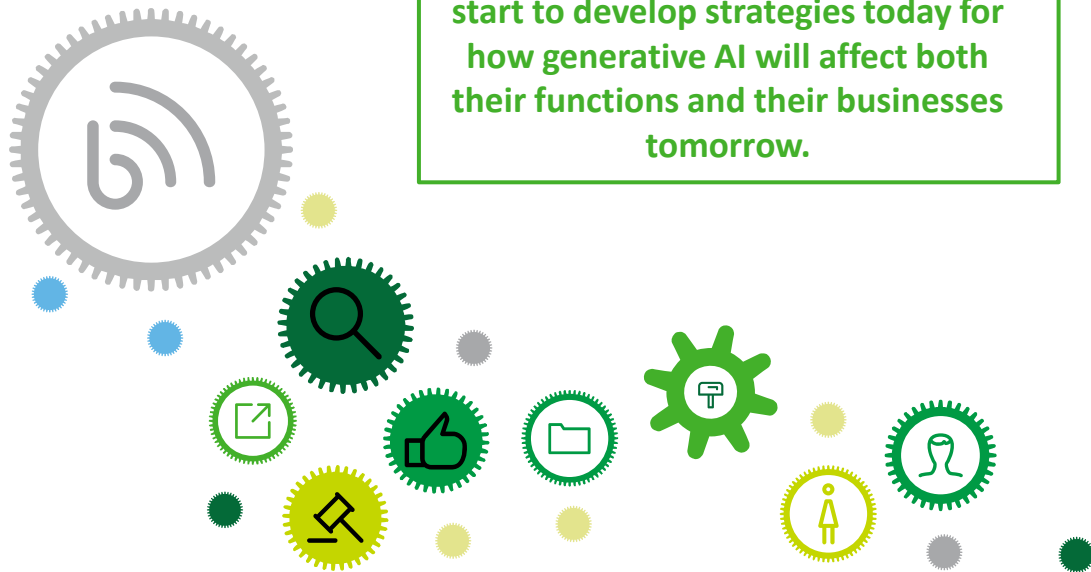 start to develop strategies today for
how generative AI will affect both
their functions and their businesses
tomorrow.